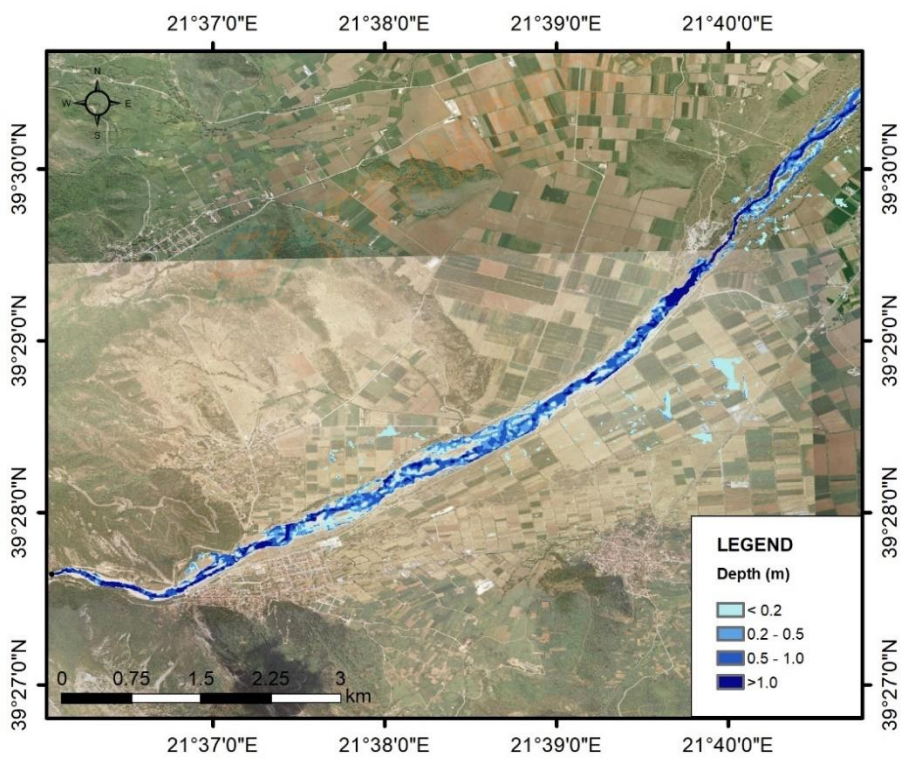 21°37'0"E 21°38'0"E 21°39'0"E 21°40'0"E
N
W E
S
39°30'0"N 39°30'0"N
39°29'0"N 39°29'0"N
39°28'0"N 39°28'0"N
39°27'0"N 39°27'0"N
LEGEND
Depth (m)
< 0.2
0.2 - 0.5
0.5 - 1.0
>1.0
0 0.75 1.5 2.25 3
km
21°37'0"E 21°38'0"E 21°39'0"E 21°40'0"E